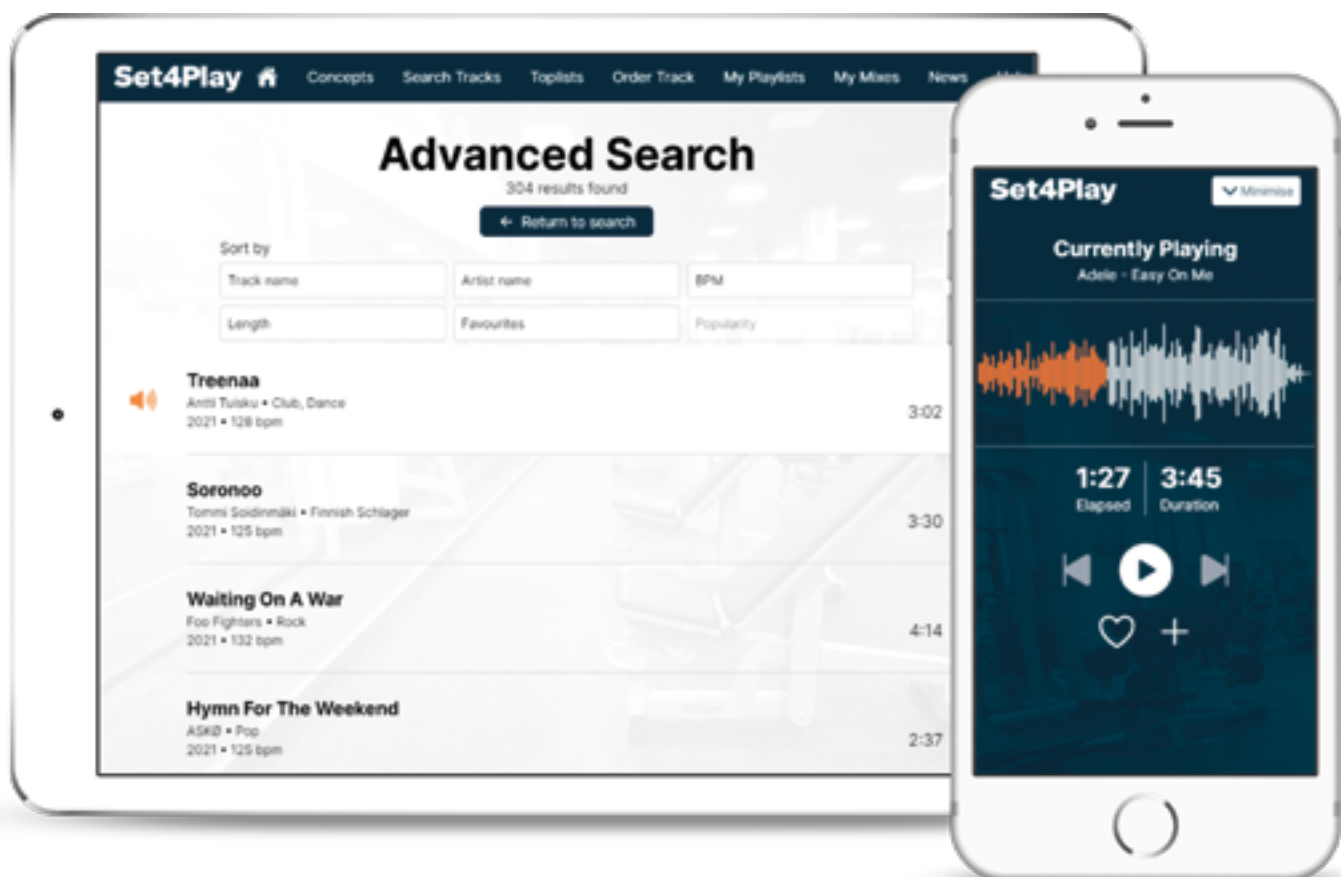 Set4Play Concepts Search Tracks Toplists Order Track My Playlists My Mixes News
Advanced Search
304 results found
← Return to search
Sort by
Track name Artist name BPM
Length Favourites Popularity
Treenaa
Antti Tuisku • Club, Dance
2021 • 128 bpm
3:02
Soronoo
Tommi Soidinmäki • Finnish Schlager
2021 • 125 bpm
3:30
Waiting On A War
Foo Fighters • Rock
2021 • 132 bpm
4:14
Hymn For The Weekend
ASKØ • Pop
2021 • 125 bpm
2:37
Set4Play
Minimise
Currently Playing
Adele - Easy On Me
1:27 3:45
Elapsed Duration